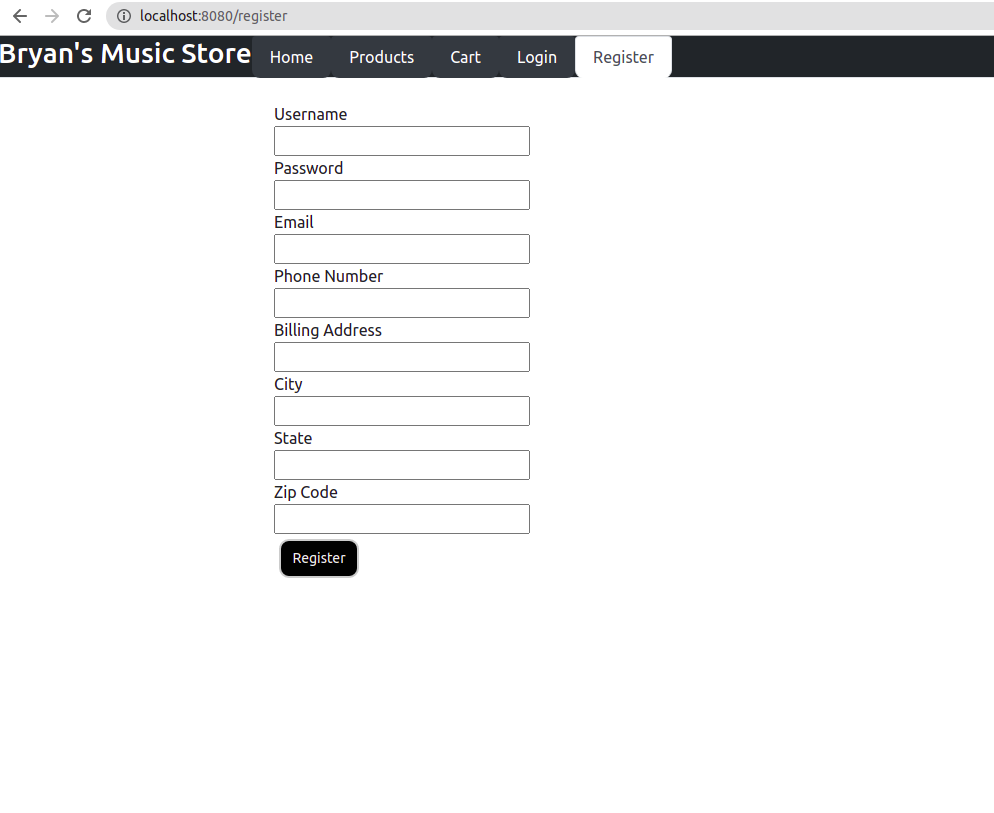 localhost:8080/register
Bryan's Music Store Home Products Cart Login Register
Username
Password
Email
Phone Number
Billing Address
City
State
Zip Code
Register